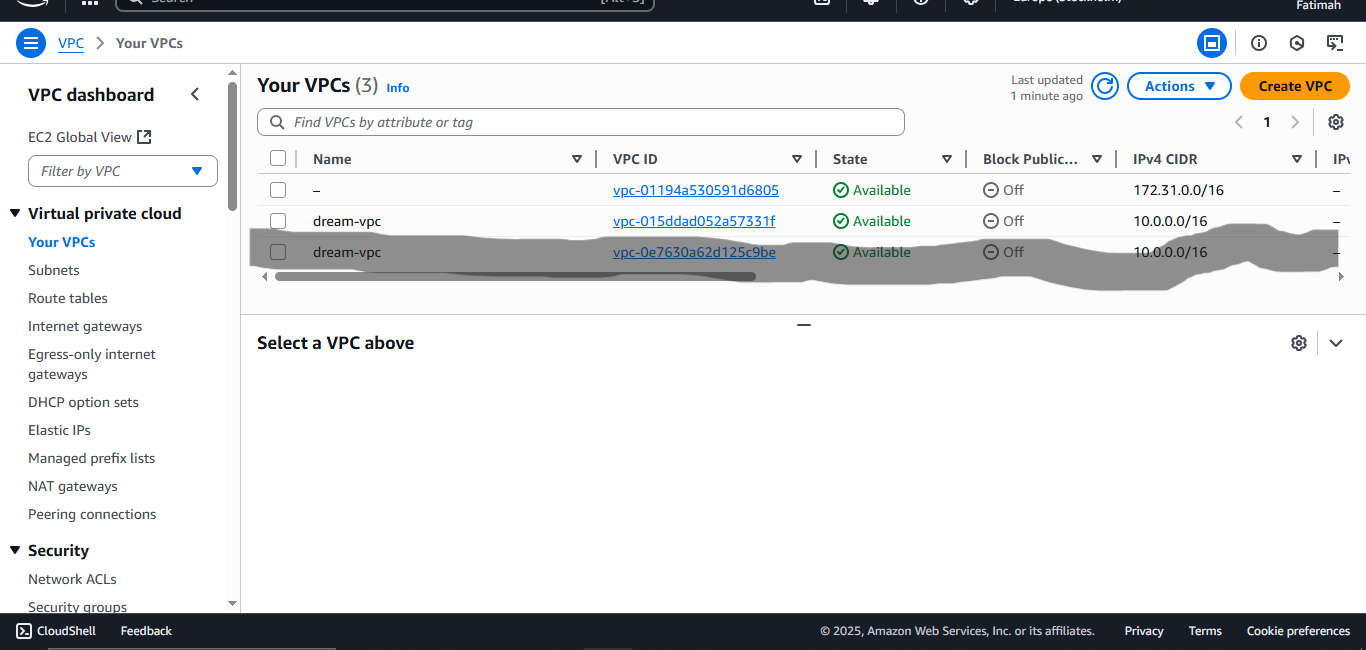 Search [Alt+S] Europe (Stockholm) Fatimah
VPC > Your VPCs
VPC dashboard
EC2 Global View
Filter by VPC
Virtual private cloud
Your VPCs
Subnets
Route tables
Internet gateways
Egress-only internet
gateways
DHCP option sets
Elastic IPs
Managed prefix lists
NAT gateways
Peering connections
Security
Network ACLs
Security groups
Your VPCs (3) Info
Last updated
1 minute ago
Actions
Create VPC
Find VPCs by attribute or tag
1
Name VPC ID State Block Public... IPv4 CIDR IPv
– vpc-01194a530591d6805 Available Off 172.31.0.0/16 –
dream-vpc vpc-015ddad052a57331f Available Off 10.0.0.0/16 –
dream-vpc vpc-0e7630a62d125c9be Available Off 10.0.0.0/16 –
Select a VPC above
CloudShell Feedback © 2025, Amazon Web Services, Inc. or its affiliates. Privacy Terms Cookie preferences